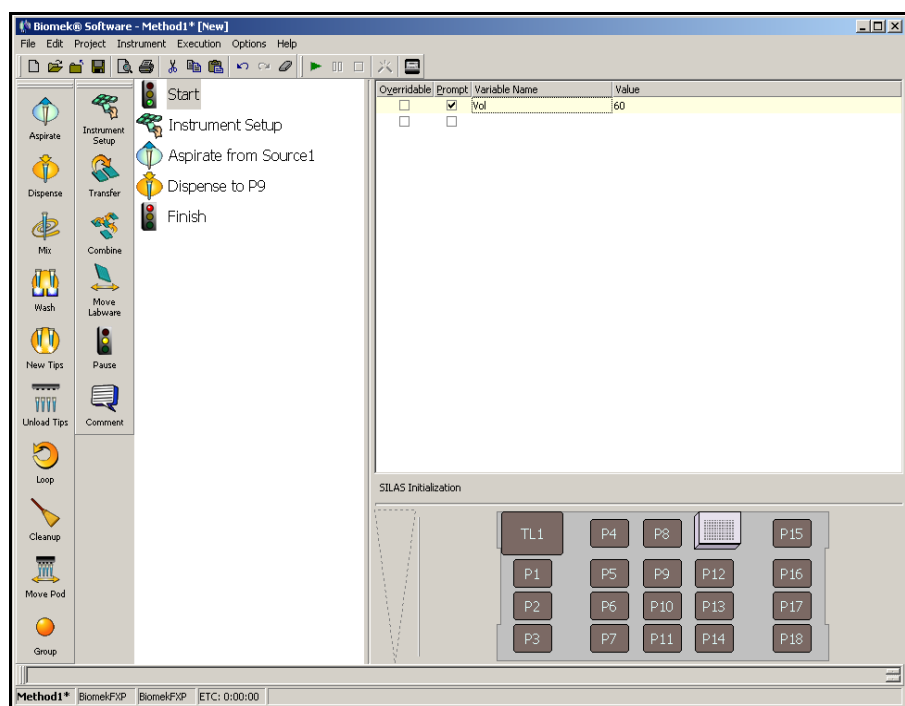 Biomek® Software - Method1* [New]
File Edit Project Instrument Execution Options Help
Aspirate
Dispense
Mix
Wash
New Tips
Unload Tips
Loop
Cleanup
Move Pod
Group
Instrument
Setup
Transfer
Combine
Move
Labware
Pause
Comment
Start
Instrument Setup
Aspirate from Source1
Dispense to P9
Finish
Overridable Prompt Variable Name Value
Vol 60
SILAS Initialization
TL1 P4 P8 P15
P1 P5 P9 P12 P16
P2 P6 P10 P13 P17
P3 P7 P11 P14 P18
Method1* BiomekFXP BiomekFXP ETC: 0:00:00